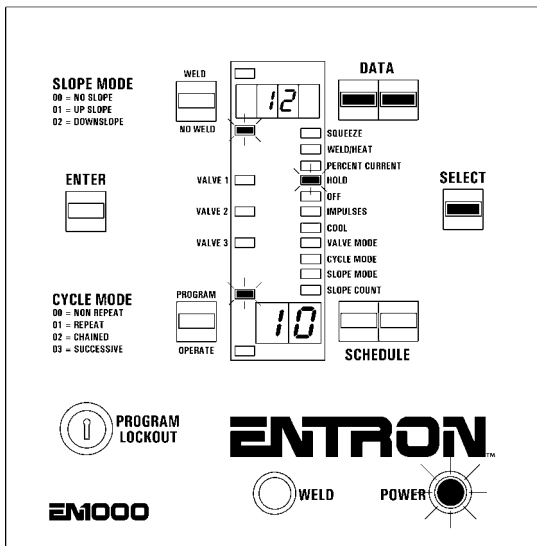 SLOPE MODE
00 = NO SLOPE
01 = UP SLOPE
02 = DOWNSLOPE
WELD
NO WELD
12
DATA
SQUEEZE
WELD/HEAT
PERCENT CURRENT
HOLD
OFF
IMPULSES
COOL
VALVE MODE
CYCLE MODE
SLOPE MODE
SLOPE COUNT
ENTER
VALVE 1
VALVE 2
VALVE 3
SELECT
CYCLE MODE
00 = NON REPEAT
01 = REPEAT
02 = CHAINED
03 = SUCCESSIVE
PROGRAM
OPERATE
10
SCHEDULE
PROGRAM
LOCKOUT
ENTRON™
WELD
POWER
EN1000